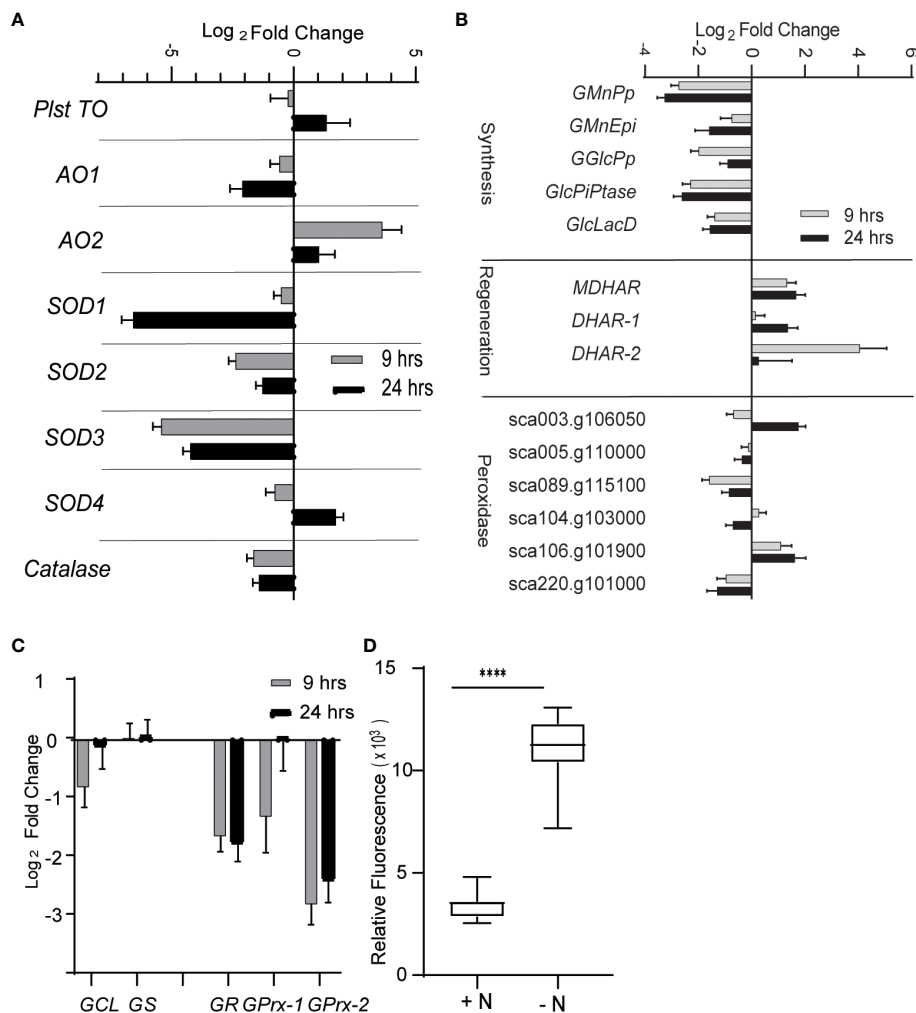 A
Log 2 Fold Change
-5 0 5
Plst TO
AO1
AO2
SOD1
SOD2
SOD3
SOD4
Catalase
9 hrs
24 hrs
B
Log 2 Fold Change
-4 -2 0 2 4 6
Synthesis
GMnPp
GMnEpi
GGlcPp
GlcPiPtase
GlcLacD
9 hrs
24 hrs
Regeneration
MDHAR
DHAR-1
DHAR-2
Peroxidase
sca003.g106050
sca005.g110000
sca089.g115100
sca104.g103000
sca106.g101900
sca220.g101000
C
Log 2 Fold Change
1
0
-1
-2
-3
9 hrs
24 hrs
GCL GS GR GPrx-1 GPrx-2
D
Relative Fluorescence (x10³)
15
10
5
0
****
+ N - N